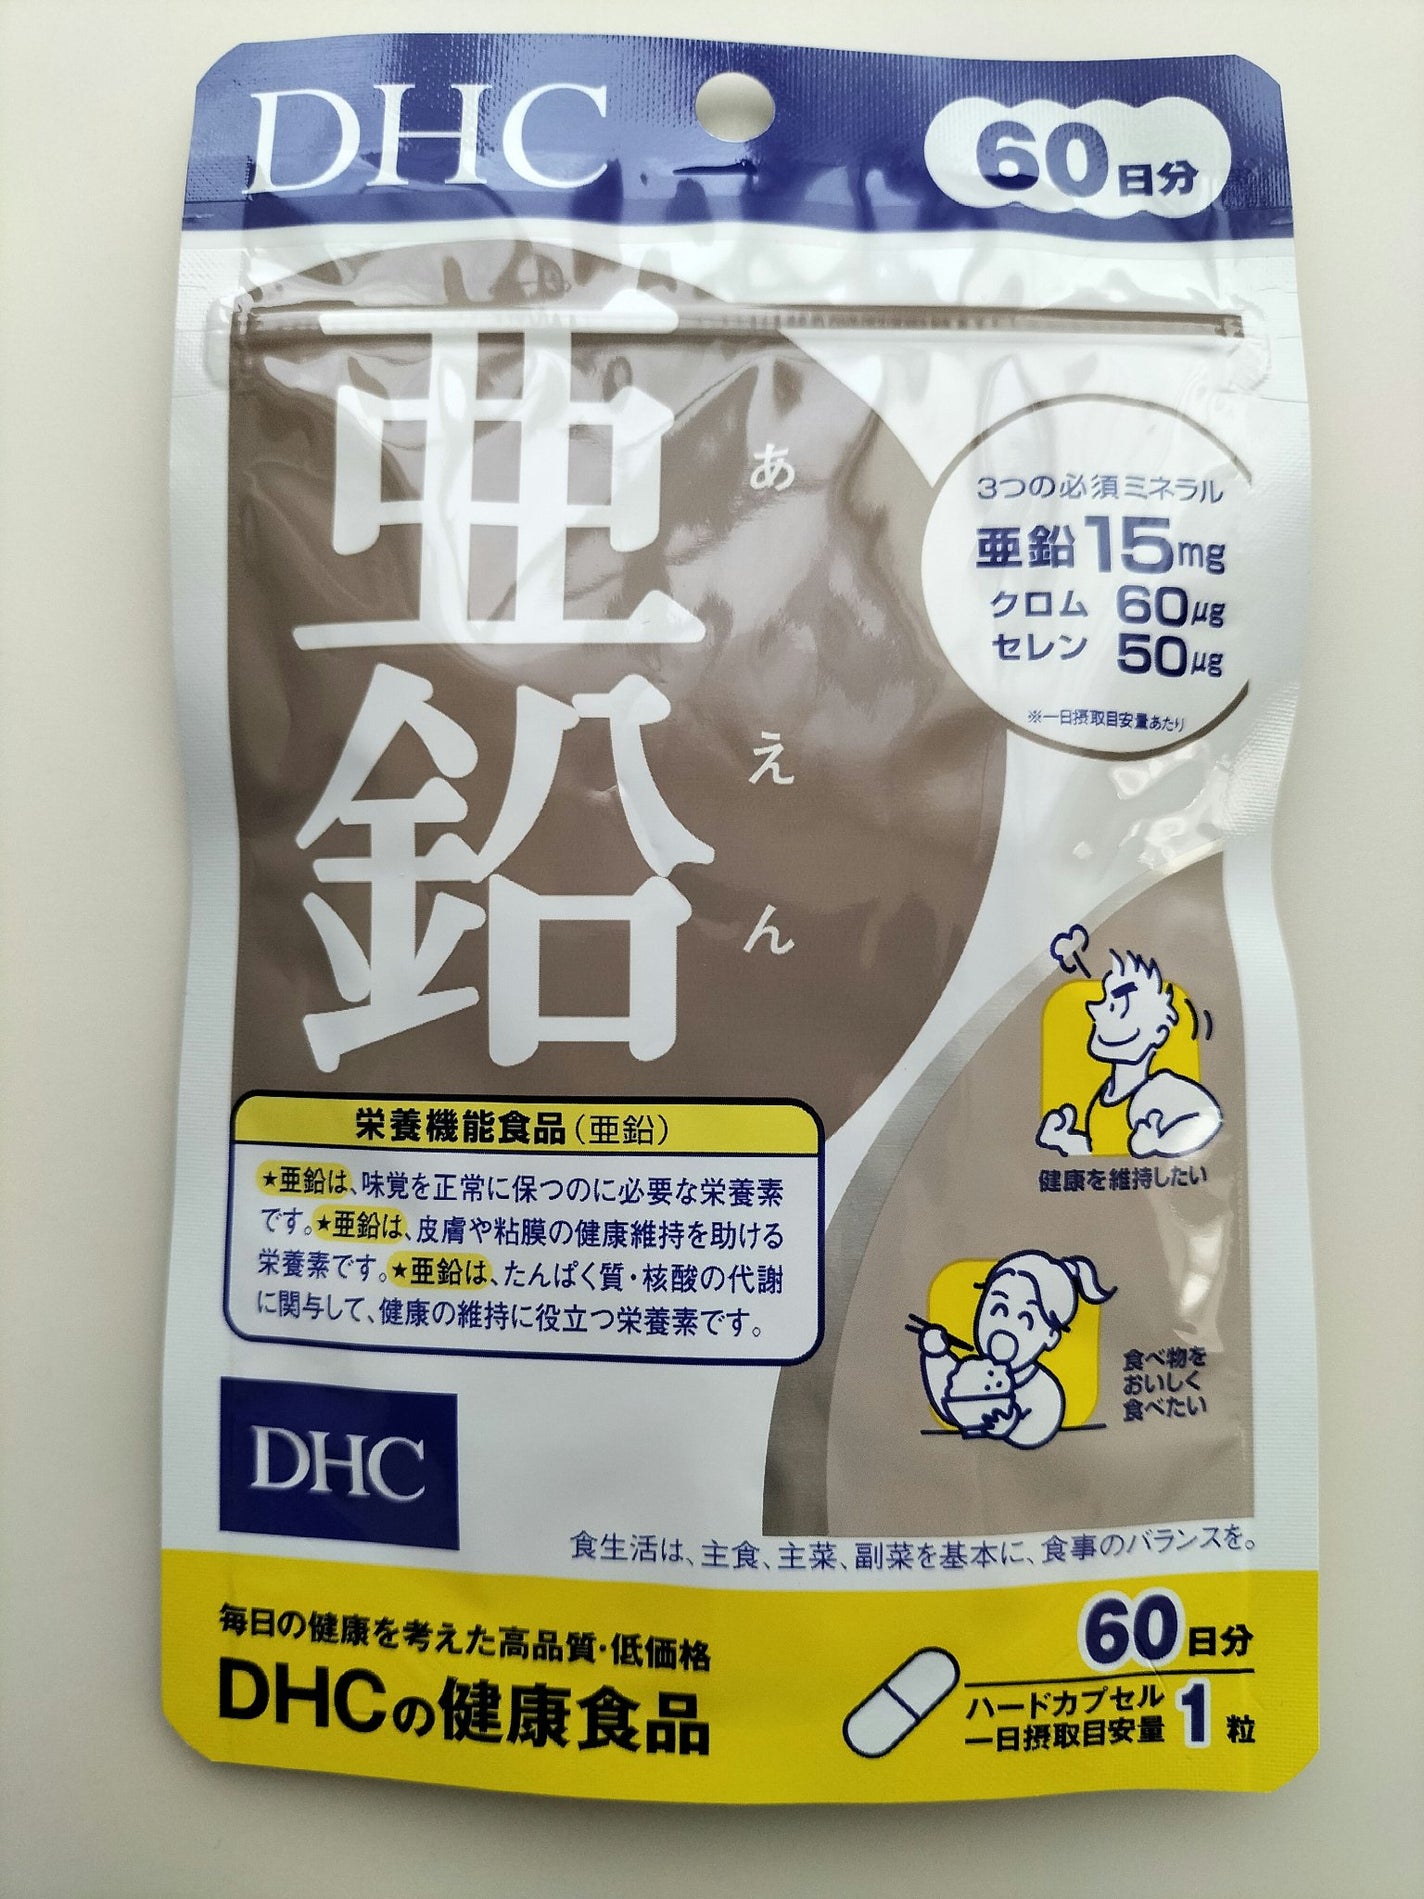 DHC
60日分
亜鉛
あえん
3つの必須ミネラル
亜鉛15mg
クロム 60μg
セレン 50μg
※一日摂取目安量あたり
健康を維持したい
栄養機能食品(亜鉛)
★亜鉛は、味覚を正常に保つのに必要な栄養素
です。★亜鉛は、皮膚や粘膜の健康維持を助ける
栄養素です。★亜鉛は、たんぱく質・核酸の代謝
に関与して、健康の維持に役立つ栄養素です。
食べ物を
おいしく
食べたい
DHC
食生活は、主食、主菜、副菜を基本に、食事のバランスを。
毎日の健康を考えた高品質・低価格
DHCの健康食品
60日分
ハードカプセル
一日摂取目安量 1粒